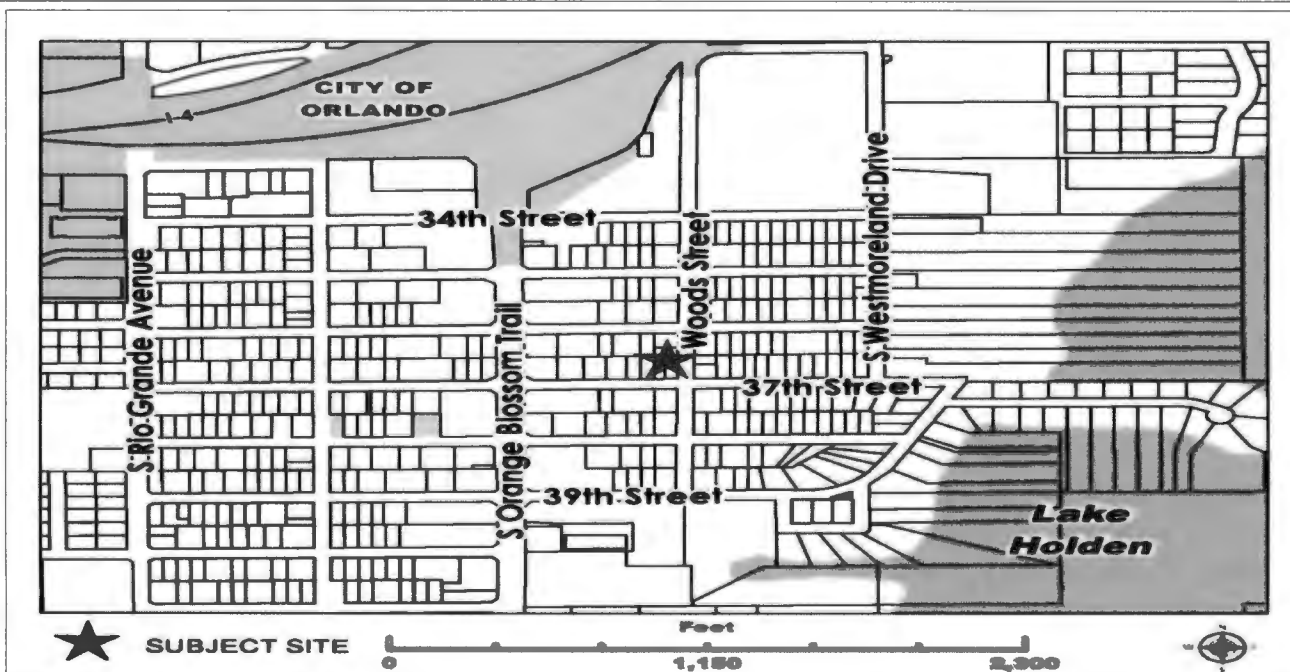 CITY OF
ORLANDO
I-4
34th Street
Woods Street
S Westmoreland Drive
S Rio Grande Avenue
S Orange Blossom Trail
37th Street
39th Street
Lake
Holden
SUBJECT SITE
Feet
0
1,150
2,300